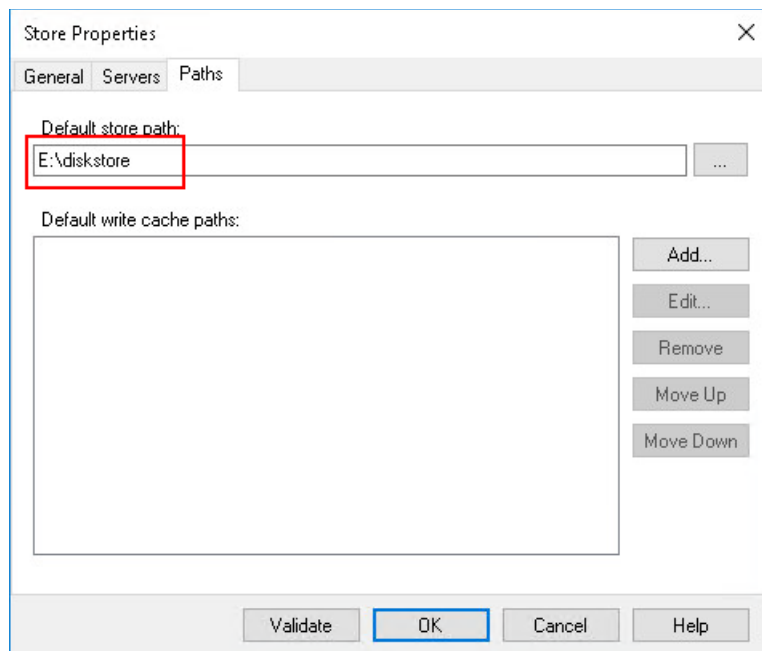 Store Properties
General Servers Paths
Default store path:
E:\diskstore
...
Default write cache paths:
Add...
Edit...
Remove
Move Up
Move Down
Validate OK Cancel Help